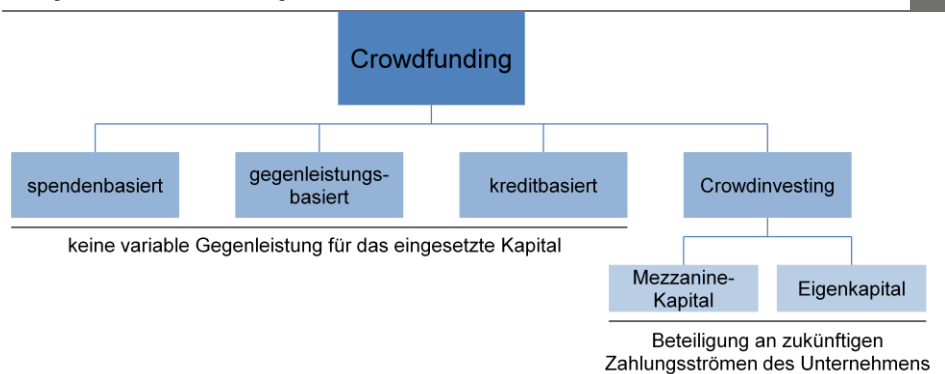 Crowdfunding
spendenbasiert
gegenleistungs-
basiert
kreditbasiert
Crowdinvesting
keine variable Gegenleistung für das eingesetzte Kapital
Mezzanine-
Kapital
Eigenkapital
Beteiligung an zukünftigen
Zahlungsströmen des Unternehmens